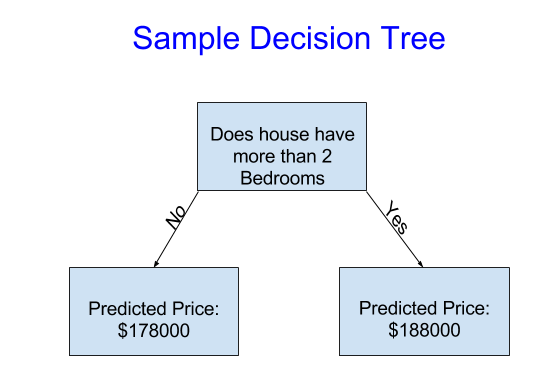 Sample Decision Tree
Does house have
more than 2
Bedrooms
No
Yes
Predicted Price:
$178000
Predicted Price:
$188000